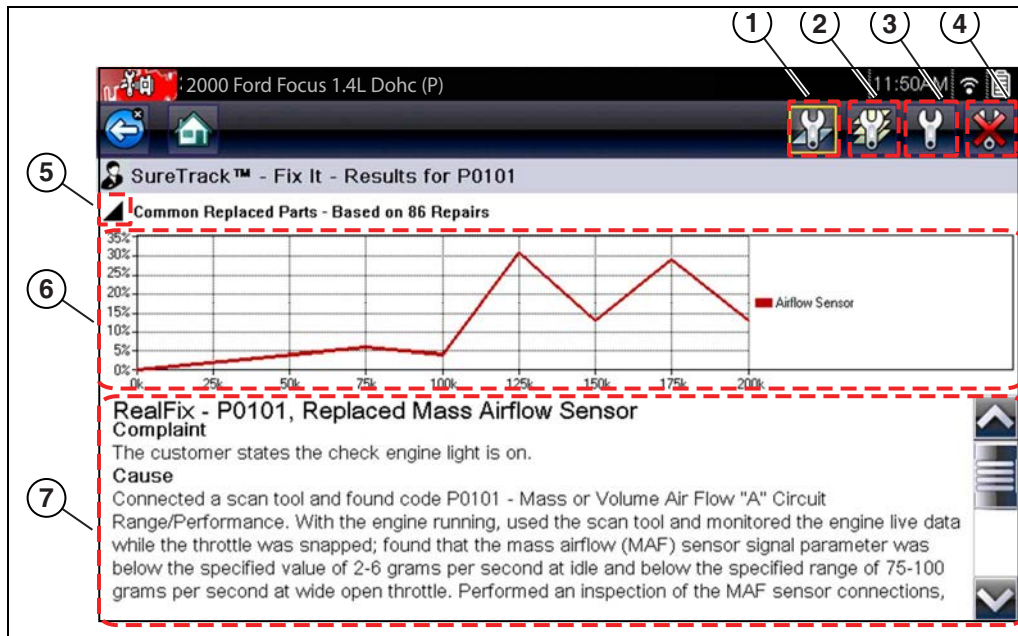 1 2 3 4
2000 Ford Focus 1.4L Dohc (P) 11:50AM
SureTrack™ - Fix It - Results for P0101
5
Common Replaced Parts - Based on 86 Repairs
6
35%
30%
25%
20%
15%
10%
5%
0%
Airflow Sensor
0k 25k 50k 75k 100k 125k 150k 175k 200k
7
RealFix - P0101, Replaced Mass Airflow Sensor
Complaint
The customer states the check engine light is on.
Cause
Connected a scan tool and found code P0101 - Mass or Volume Air Flow "A" Circuit
Range/Performance. With the engine running, used the scan tool and monitored the engine live data
while the throttle was snapped; found that the mass airflow (MAF) sensor signal parameter was
below the specified value of 2-6 grams per second at idle and below the specified range of 75-100
grams per second at wide open throttle. Performed an inspection of the MAF sensor connections,